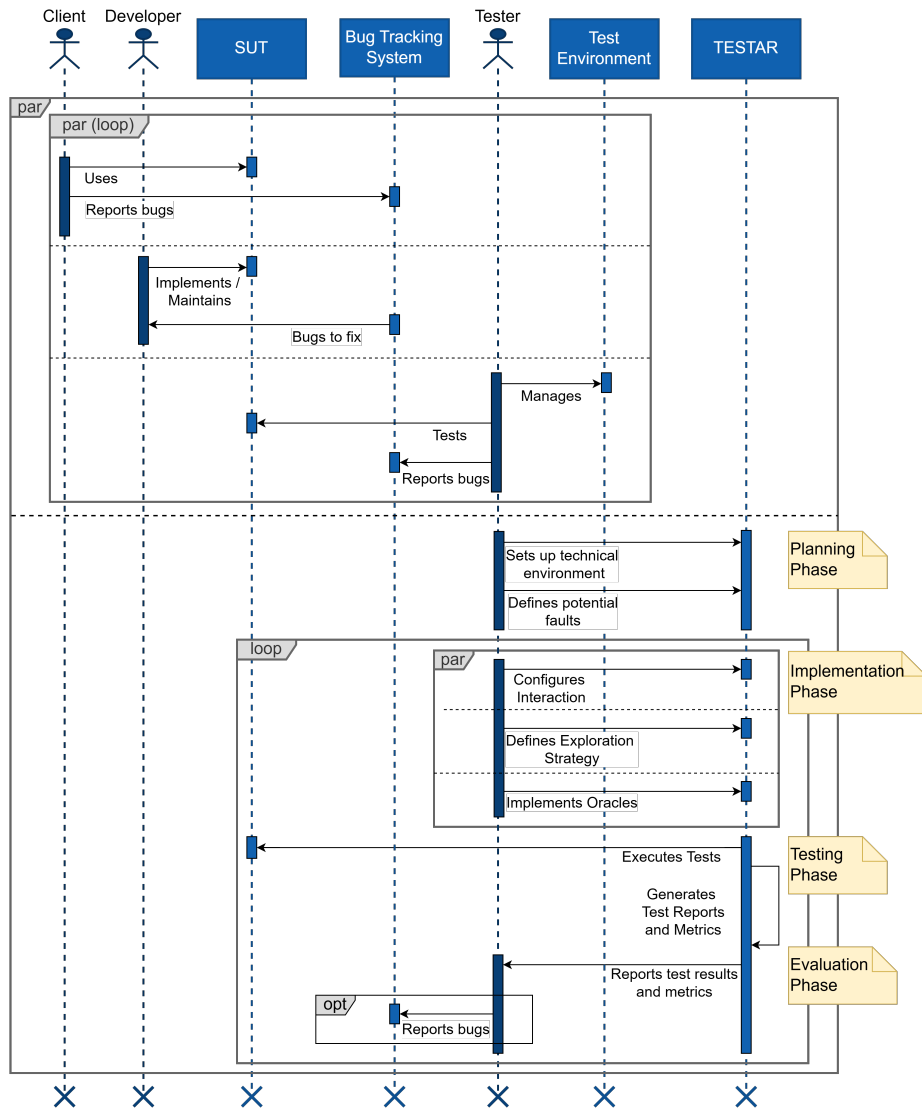 Client
Developer
SUT
Bug Tracking
System
Tester
Test
Environment
TESTAR
par
par (loop)
Uses
Reports bugs
Implements /
Maintains
Bugs to fix
Manages
Tests
Reports bugs
Sets up technical
environment
Planning
Phase
Defines potential
faults
loop
par
Configures
Interaction
Implementation
Phase
Defines Exploration
Strategy
Implements Oracles
Executes Tests
Testing
Phase
Generates
Test Reports
and Metrics
Reports test results
and metrics
Evaluation
Phase
opt
Reports bugs